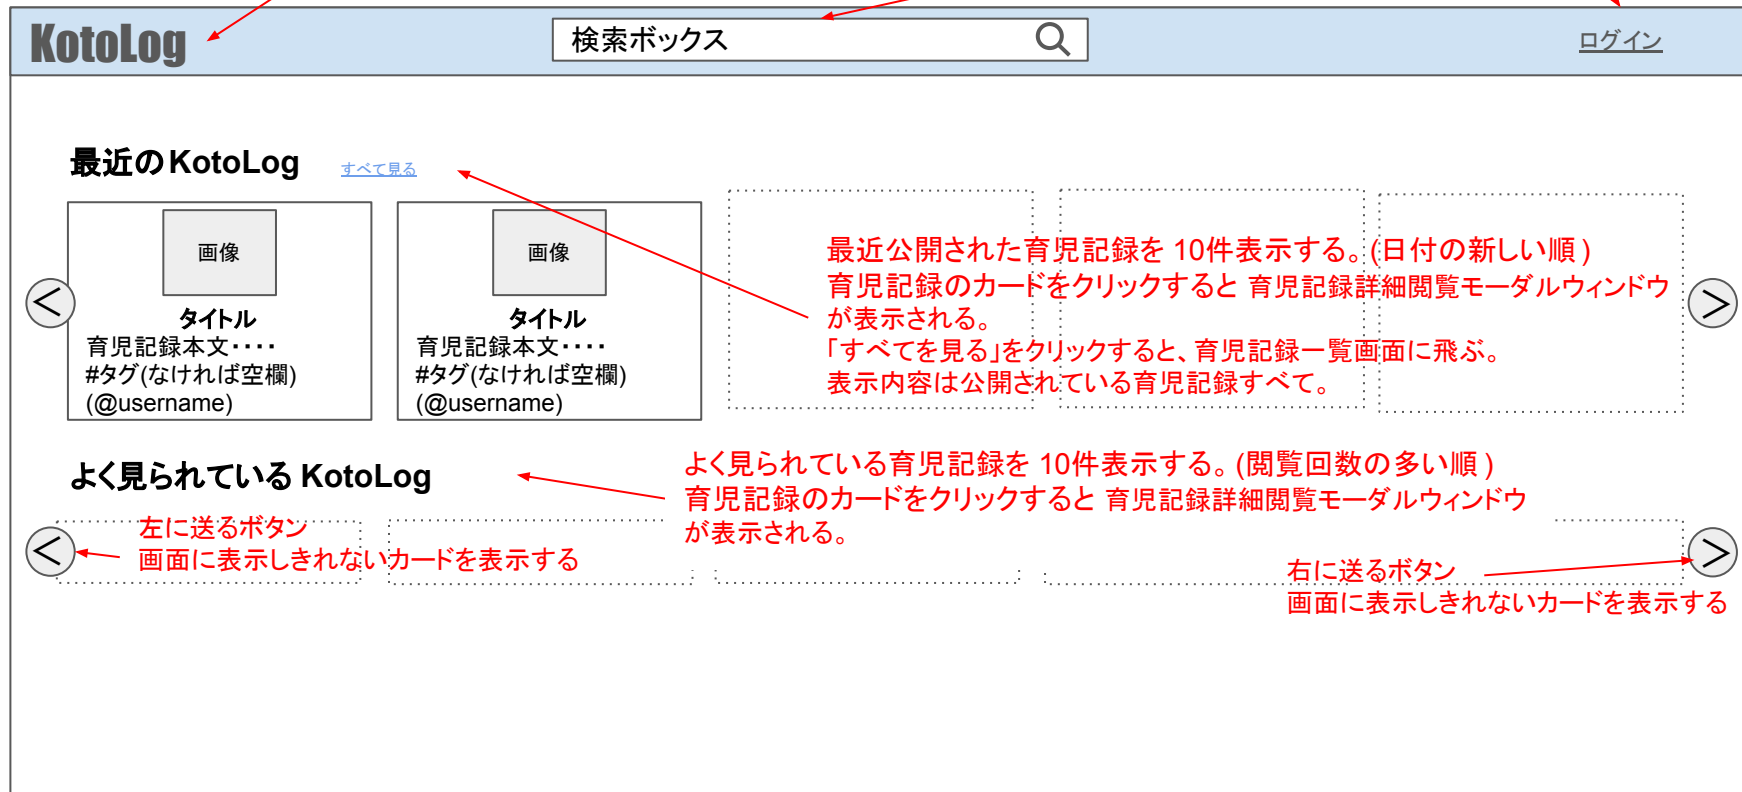 KotoLog
検索ボックス
ログイン
最近のKotoLog
すべて見る
画像
タイトル
育児記録本文・・・・
#タグ(なければ空欄)
(@username)
画像
タイトル
育児記録本文・・・・
#タグ(なければ空欄)
(@username)
最近公開された育児記録を 10件表示する。(日付の新しい順)
育児記録のカードをクリックすると 育児記録詳細閲覧モーダルウィンドウ
が表示される。
「すべてを見る」をクリックすると、育児記録一覧画面に飛ぶ。
表示内容は公開されている育児記録すべて。
よく見られている KotoLog
よく見られている育児記録を 10件表示する。(閲覧回数の多い順)
育児記録のカードをクリックすると 育児記録詳細閲覧モーダルウィンドウ
が表示される。
左に送るボタン
画面に表示しきれないカードを表示する
右に送るボタン
画面に表示しきれないカードを表示する